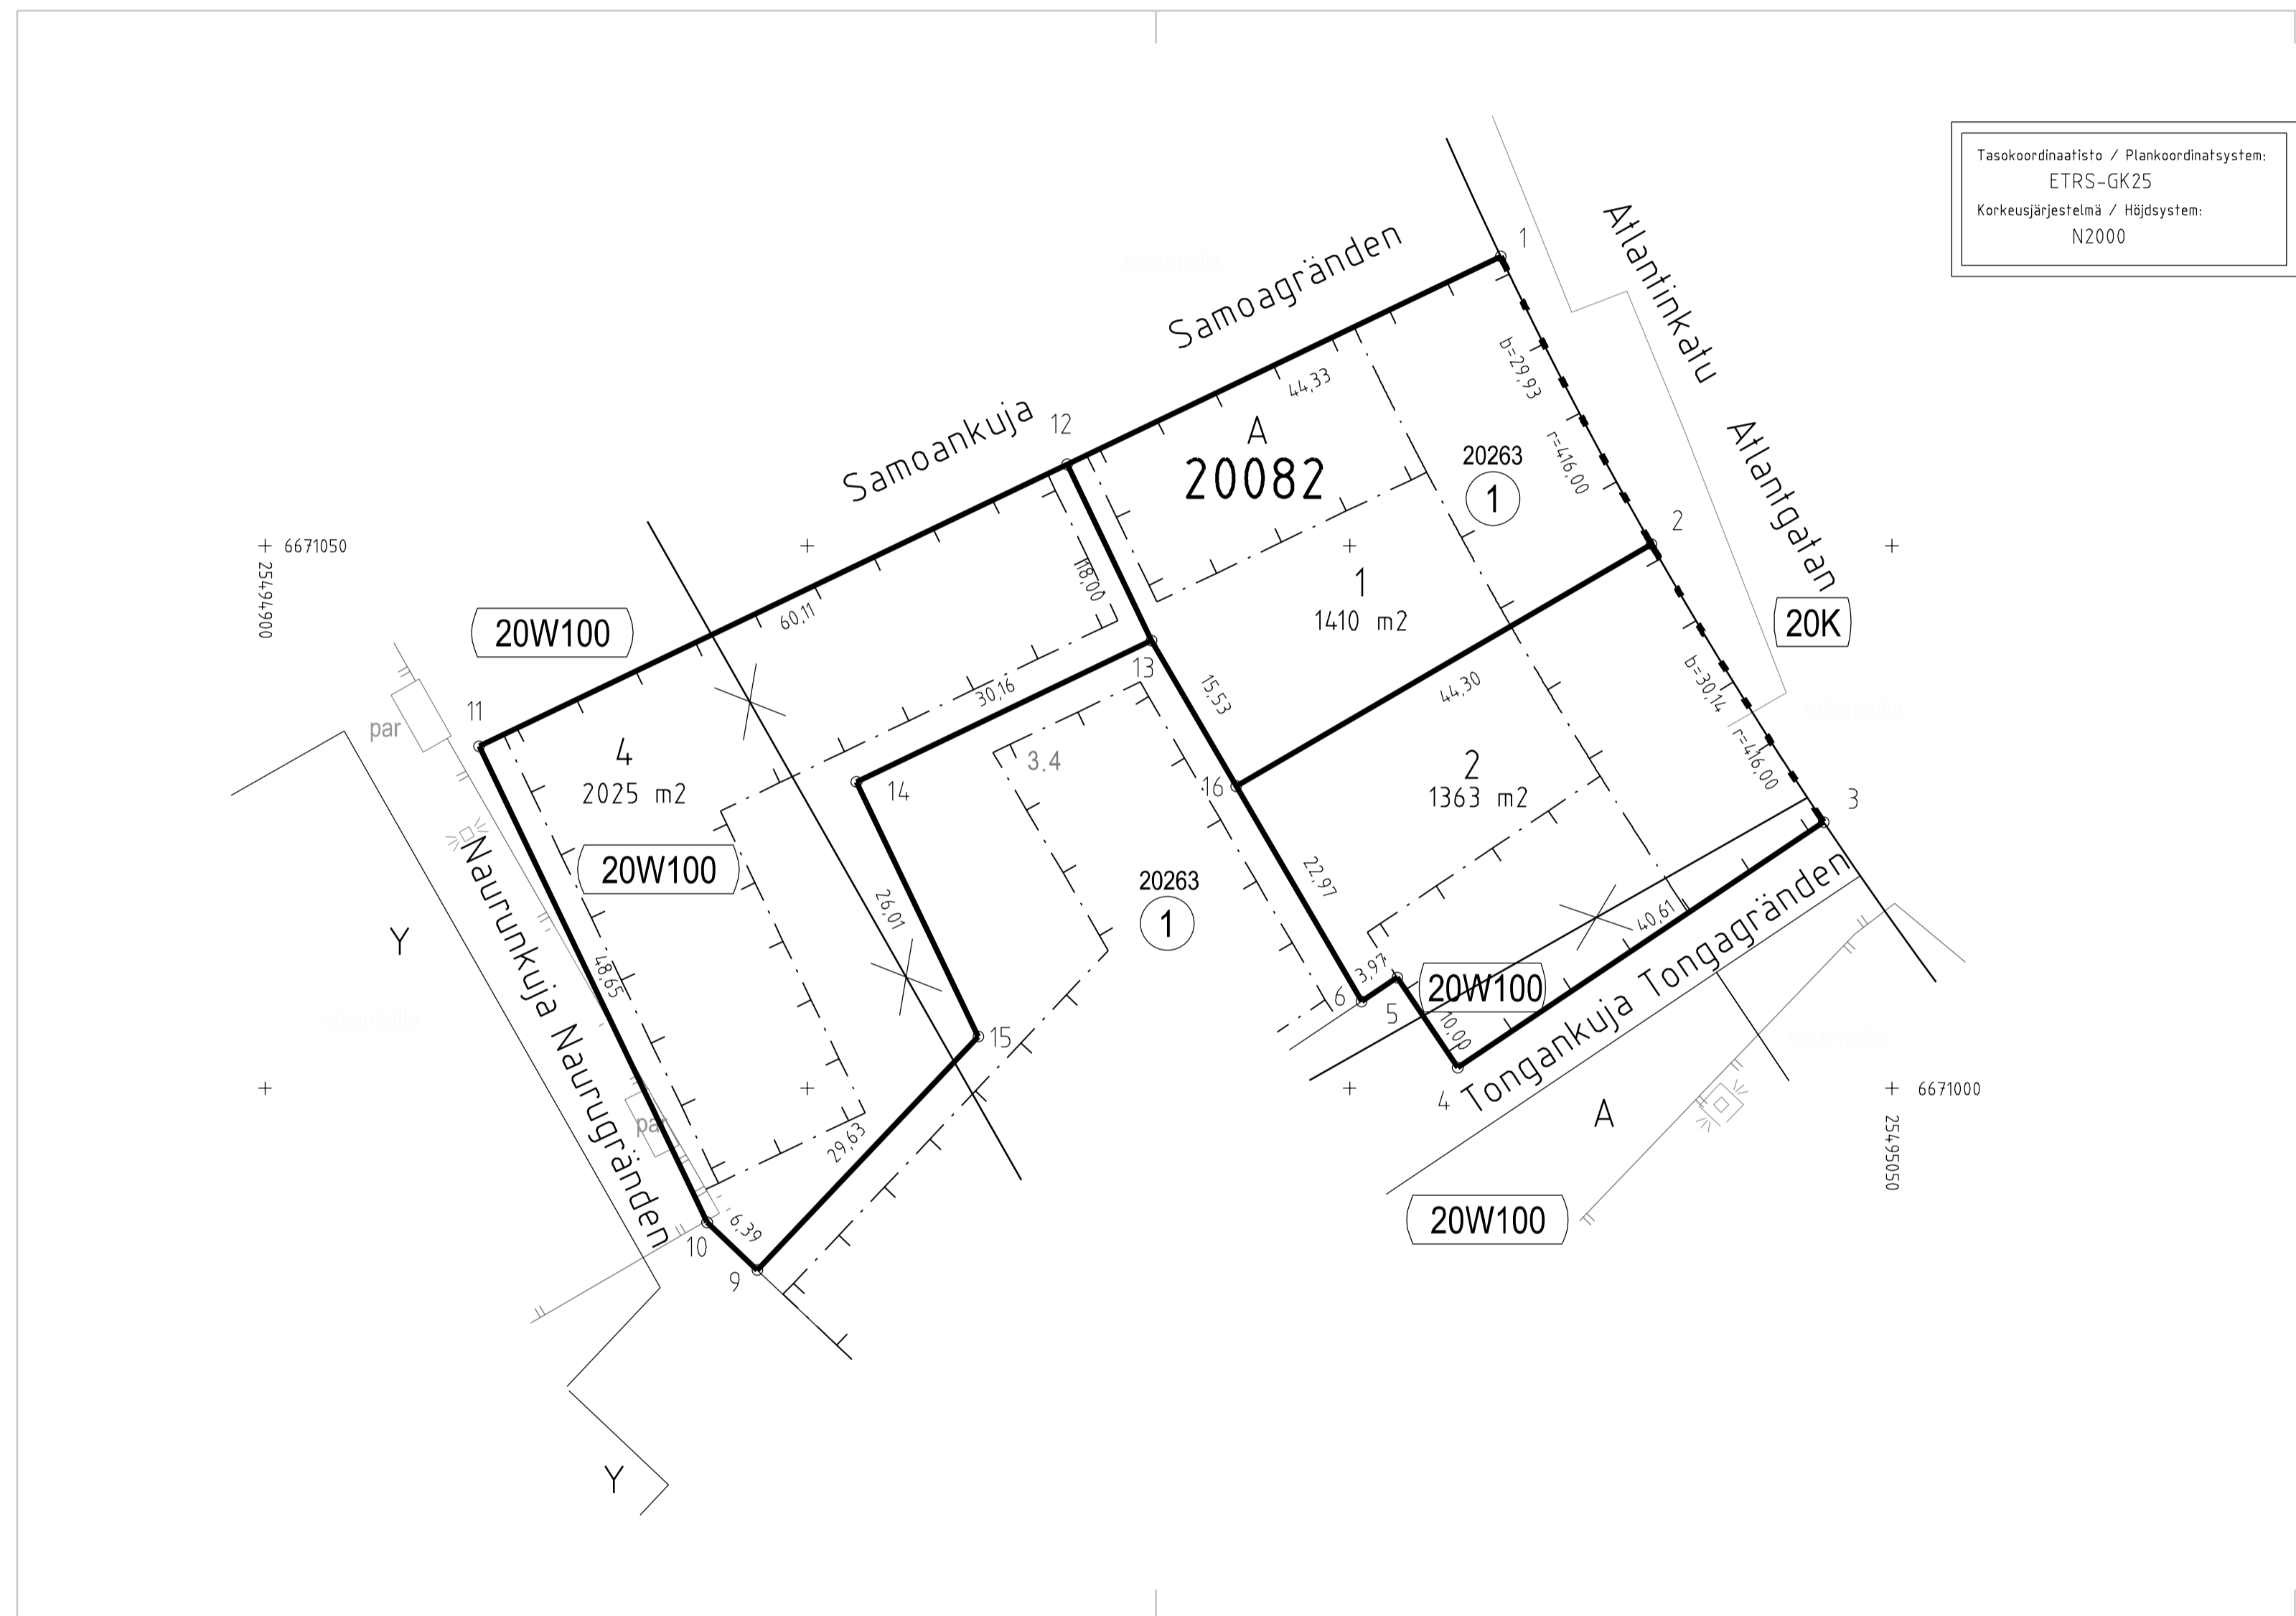 Tasokoordinaatisto / Plankoordinatsystem:
ETRS-GK25
Korkeusjärjestelmä / Höjdsystem:
N2000
1
Atlantinkatu
Atlantgatan
Samoagränden
Samoankuja
12
44,33
b=29,93
r=416,00
A
20082
20263
1
2
6671050
25494900
1
1410 m2
20W100
20K
60,11
18,00
13
30,16
15,53
44,30
b=30,14
r=416,00
11
par
4
2025 m2
14
3.4
16
2
1363 m2
3
20W100
Naurunkuja Naurugränden
Y
26,01
20263
1
22,97
40,61
48,65
3,97
20W100
6
5
10,00
15
Tongankuja Tongagränden
4
A
6671000
25495050
par
29,63
6,39
10
9
20W100
Y